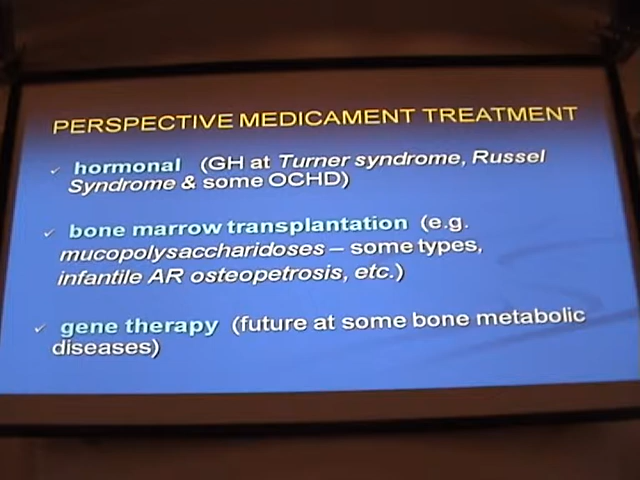 PERSPECTIVE MEDICAMENT TREATMENT
✓ hormonal (GH at Turner syndrome, Russel
Syndrome & some OCHD)
✓ bone marrow transplantation (e.g.
mucopolysaccharidoses – some types,
infantile AR osteopetrosis, etc.)
✓ gene therapy (future at some bone metabolic
diseases)